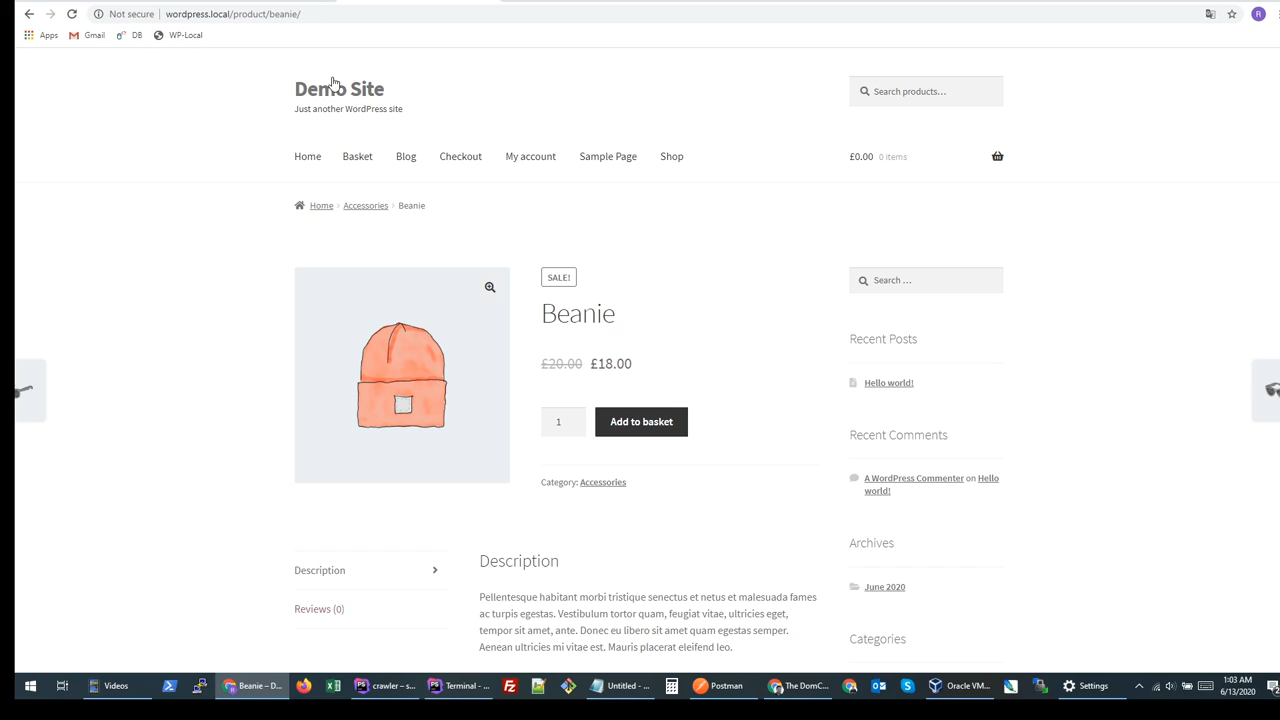 Not secure wordpress.local/product/beanie/
Apps Gmail DB WP-Local
Demo Site
Just another WordPress site
Search products…
Home Basket Blog Checkout My account Sample Page Shop
£0.00 0 items
Home Accessories Beanie
SALE!
Beanie
£20.00 £18.00
1
Add to basket
Category: Accessories
Search …
Recent Posts
Hello world!
Recent Comments
A WordPress Commenter on Hello
world!
Archives
June 2020
Categories
Description
Reviews (0)
Description
Pellentesque habitant morbi tristique senectus et netus et malesuada fames
ac turpis egestas. Vestibulum tortor quam, feugiat vitae, ultricies eget,
tempor sit amet, ante. Donec eu libero sit amet quam egestas semper.
Aenean ultricies mi vitae est. Mauris placerat eleifend leo.
Videos Beanie – D... crawler – s... Terminal - ... Untitled - ... Postman The DomC... Oracle VM... Settings
1:03 AM
6/13/2020